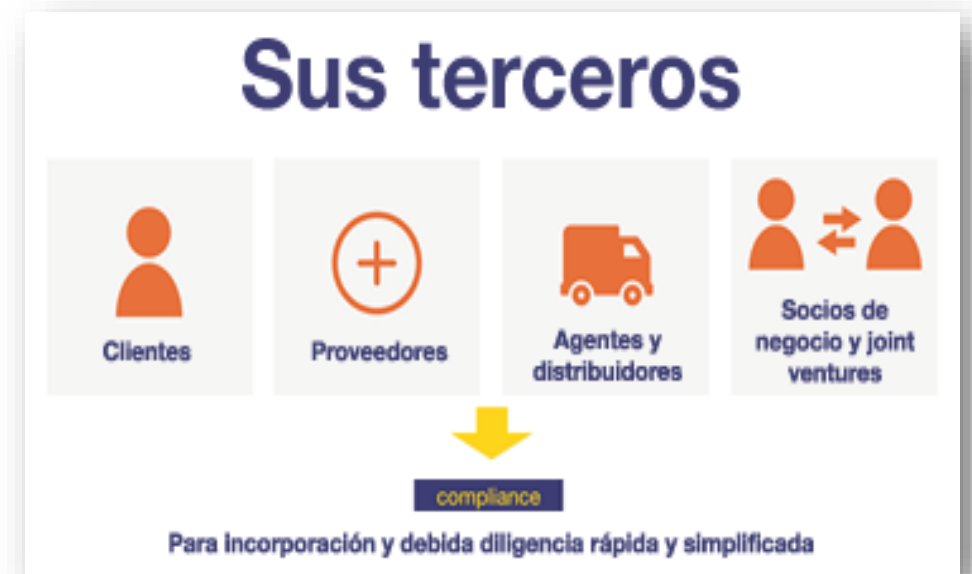 Sus terceros
Clientes
Proveedores
Agentes y
distribuidores
Socios de
negocio y joint
ventures
compliance
Para incorporación y debida diligencia rápida y simplificada